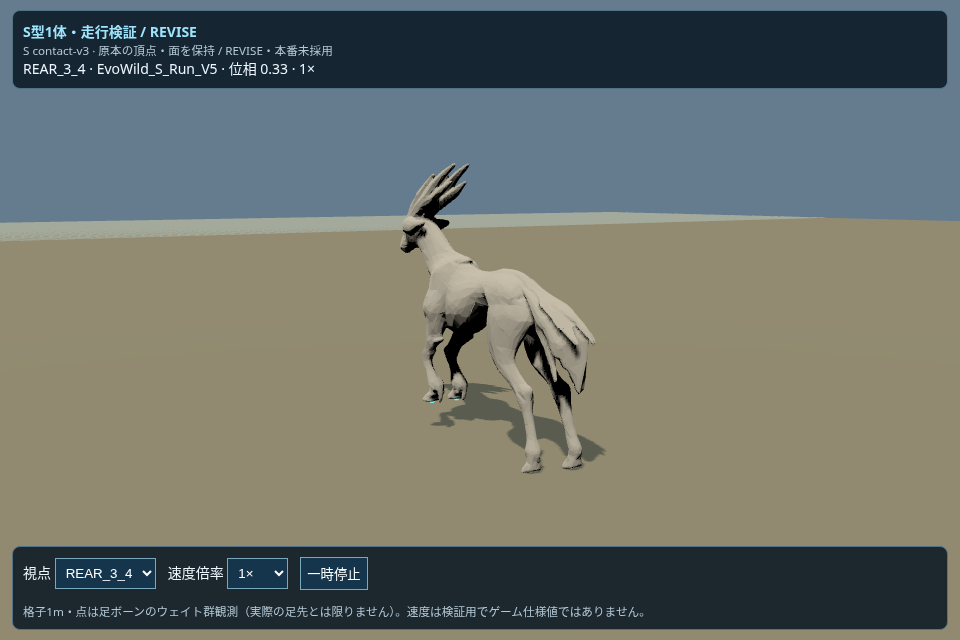 S型1体・走行検証 / REVISE
S contact-v3 · 原本の頂点・面を保持 / REVISE・本番未採用
REAR_3_4 · EvoWild_S_Run_V5 · 位相 0.33 · 1×
視点 REAR_3_4 速度倍率 1× 一時停止
格子1m・点は足ボーンのウェイト群観測（実際の足先とは限りません）。速度は検証用でゲーム仕様値ではありません。